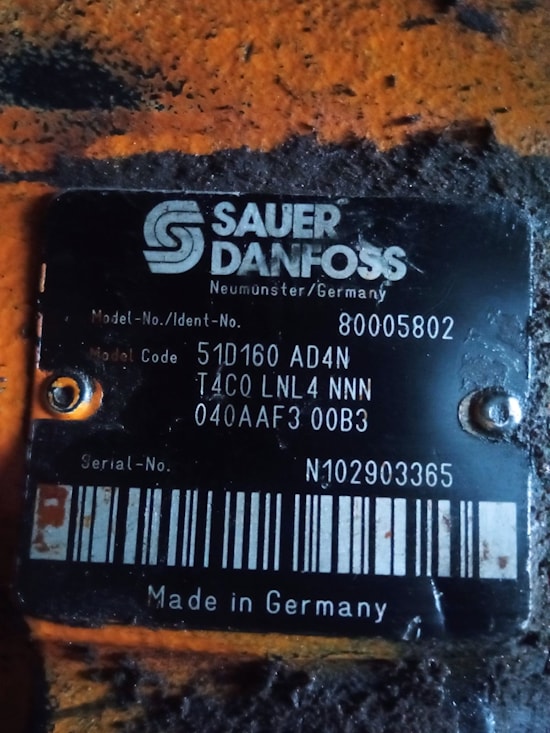 SAUER
DANFOSS
Neumünster/Germany
Model-No./Ident-No. 80005802
Model Code 51D160 AD4N
T4C0 LNL4 NNN
040AAF3 00B3
Serial-No. N102903365
Made in Germany